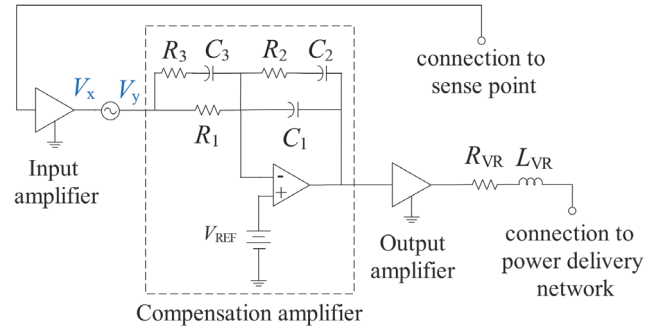 R3 C3 R2 C2
connection to
sense point
Vx Vy
R1 C1
Input
amplifier
-
+
VREF
RVR LVR
Output
amplifier
connection to
power delivery
network
Compensation amplifier